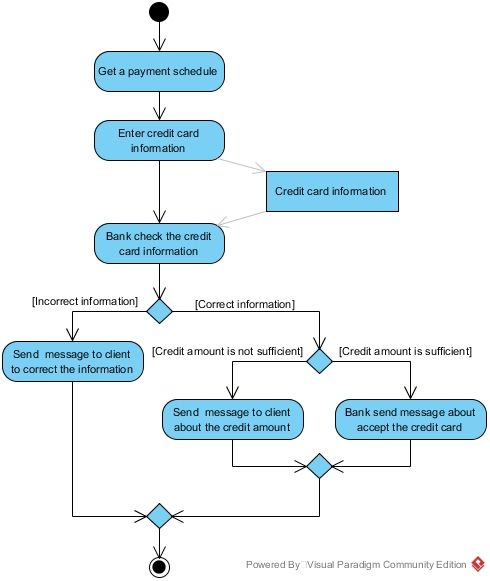 Get a payment schedule
Enter credit card
information
Credit card information
Bank check the credit
card information
[Incorrect information]
[Correct information]
Send message to client
to correct the information
[Credit amount is not sufficient]
[Credit amount is sufficient]
Send message to client
about the credit amount
Bank send message about
accept the credit card
Powered By Visual Paradigm Community Edition